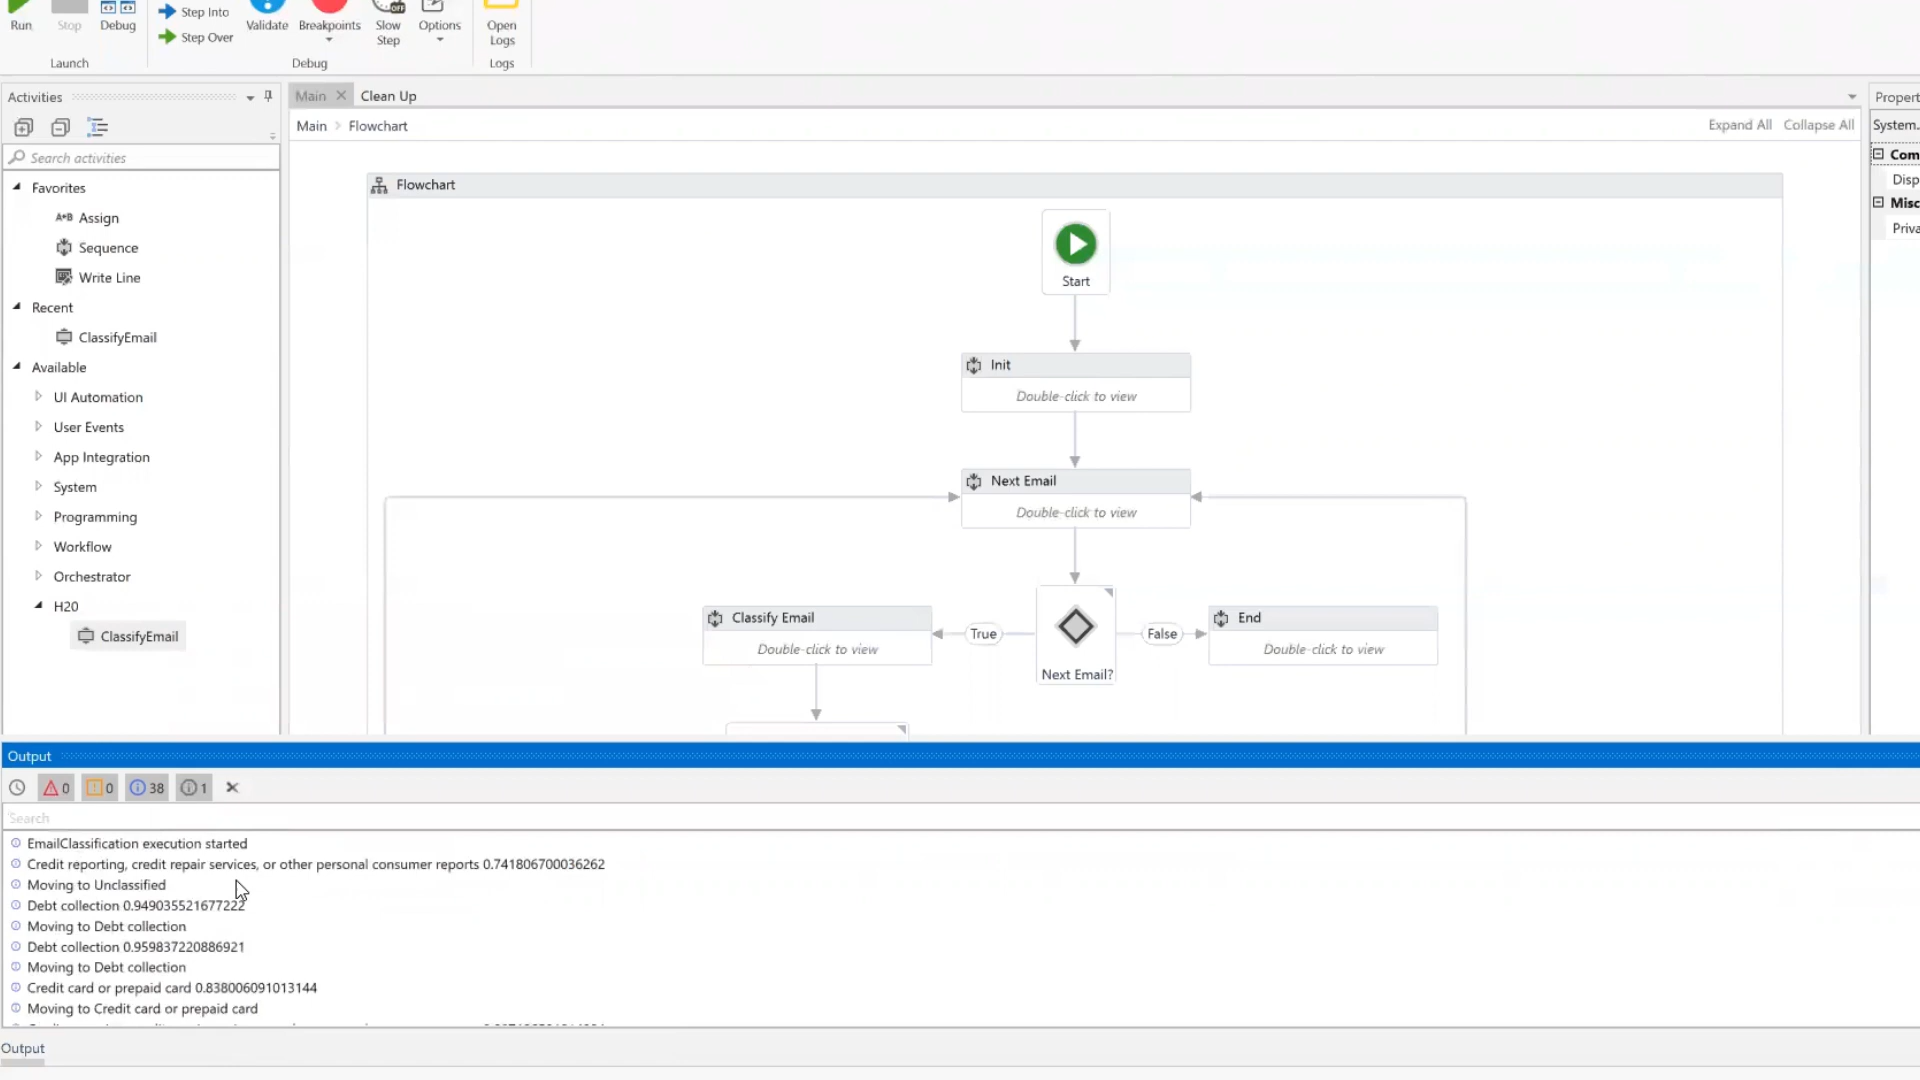 Run
Stop
Debug
Step Into
Step Over
Validate
Breakpoints
Slow
Step
Options
Open
Logs
Launch
Debug
Logs
Activities
Search activities
Favorites
A*B Assign
Sequence
Write Line
Recent
ClassifyEmail
Available
UI Automation
User Events
App Integration
System
Programming
Workflow
Orchestrator
H20
ClassifyEmail
Main
Clean Up
Main > Flowchart
Expand All Collapse All
Flowchart
Start
Init
Double-click to view
Next Email
Double-click to view
Classify Email
Double-click to view
True
Next Email?
False
End
Double-click to view
Propert
System.
Com
Disp
Misc
Priva
Output
0 0 38 1
Search
EmailClassification execution started
Credit reporting, credit repair services, or other personal consumer reports 0.741806700036262
Moving to Unclassified
Debt collection 0.949035521677222
Moving to Debt collection
Debt collection 0.959837220886921
Moving to Debt collection
Credit card or prepaid card 0.838006091013144
Moving to Credit card or prepaid card
Output